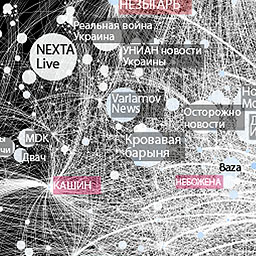 НЕЗЫГАРЬ
Реальная война
Украина
NEXTA
Live
УНИАН новости
Украины
Varlamov
News
Осторожно
новости
MDK
Двач
Кровавая
барыня
Baza
КАШИН
НЕБОЖЕНА